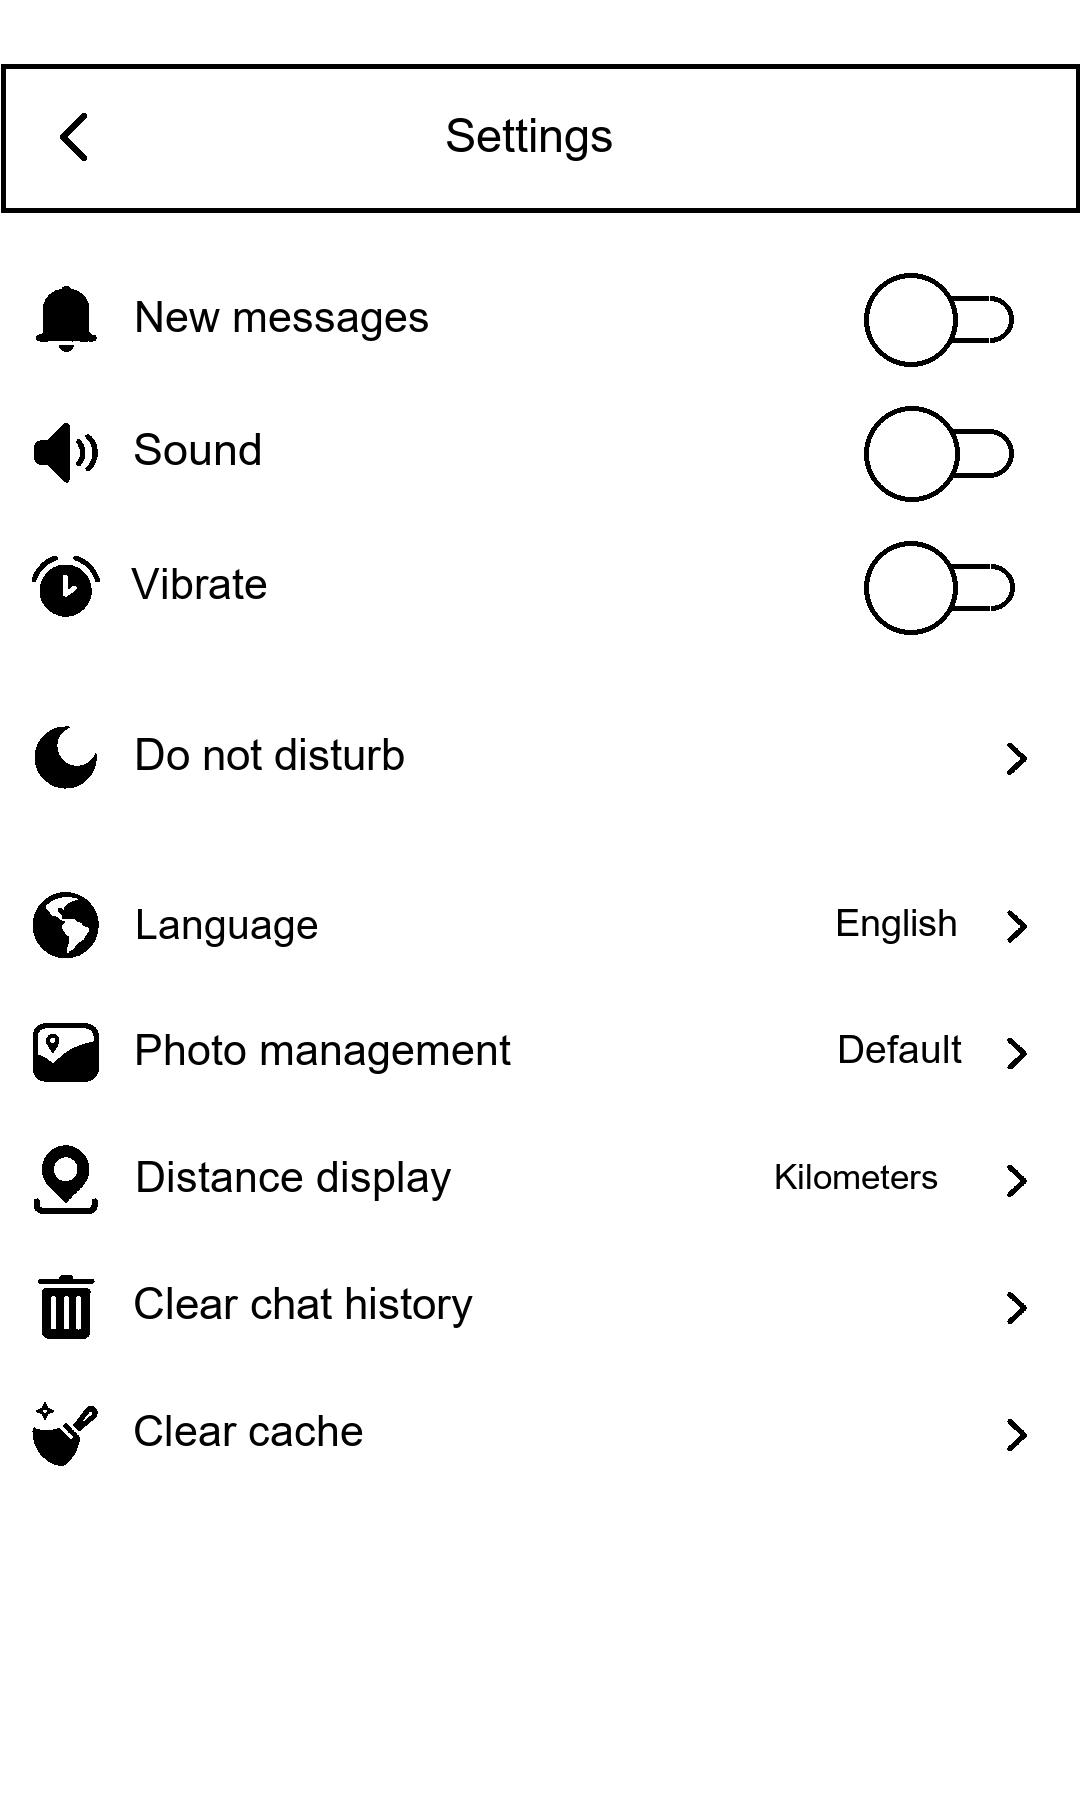 Settings
New messages
Sound
Vibrate
Do not disturb
Language English
Photo management Default
Distance display Kilometers
Clear chat history
Clear cache